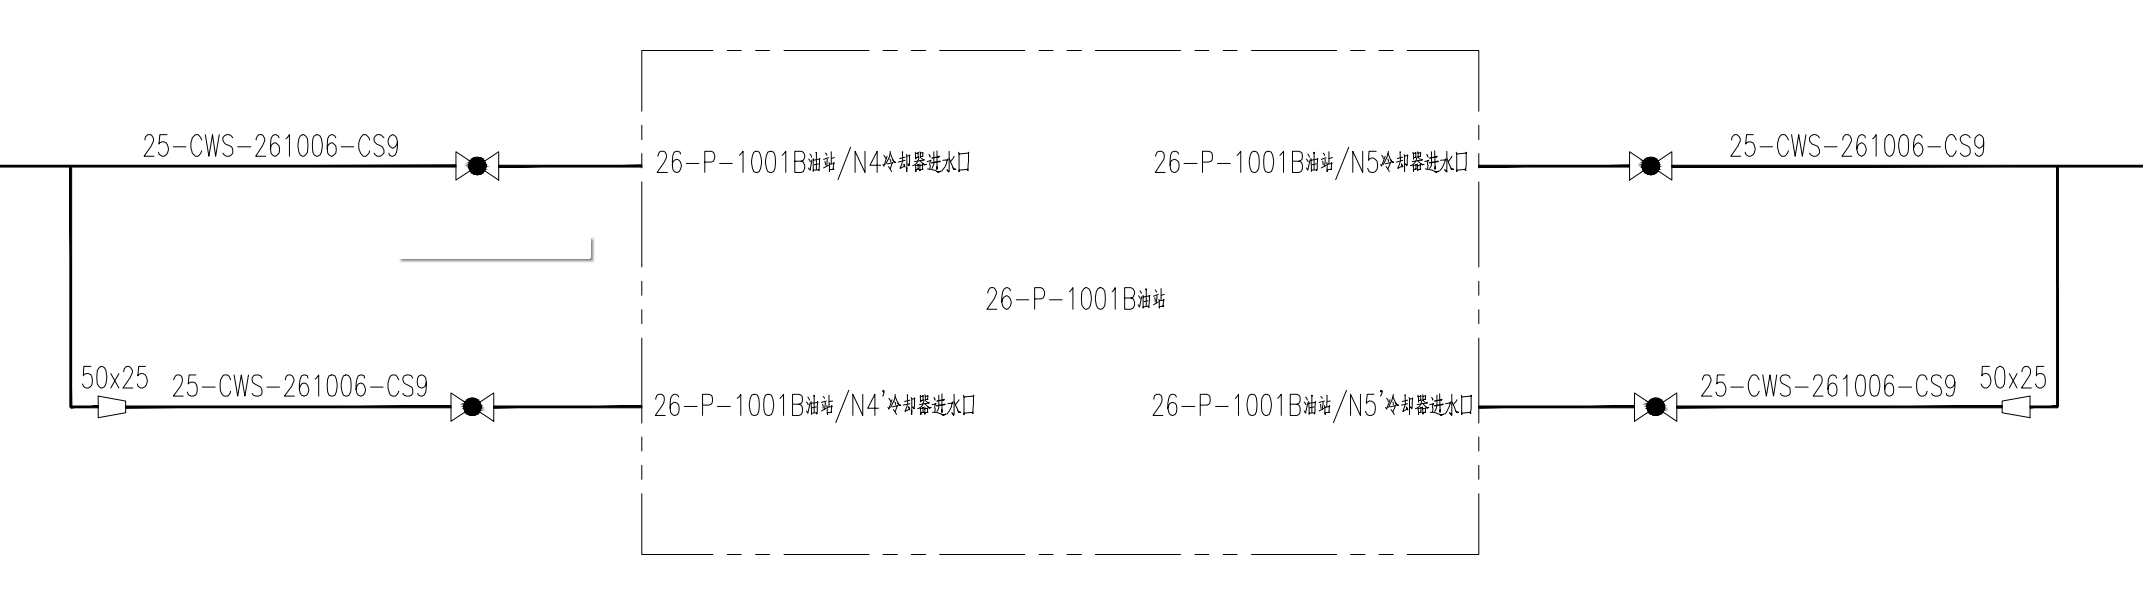 25-CWS-261006-CS9
26-P-1001B油站/N4冷却器进水口
26-P-1001B油站/N5冷却器进水口
25-CWS-261006-CS9
26-P-1001B油站
50x25
25-CWS-261006-CS9
26-P-1001B油站/N4'冷却器进水口
26-P-1001B油站/N5'冷却器进水口
25-CWS-261006-CS9
50x25